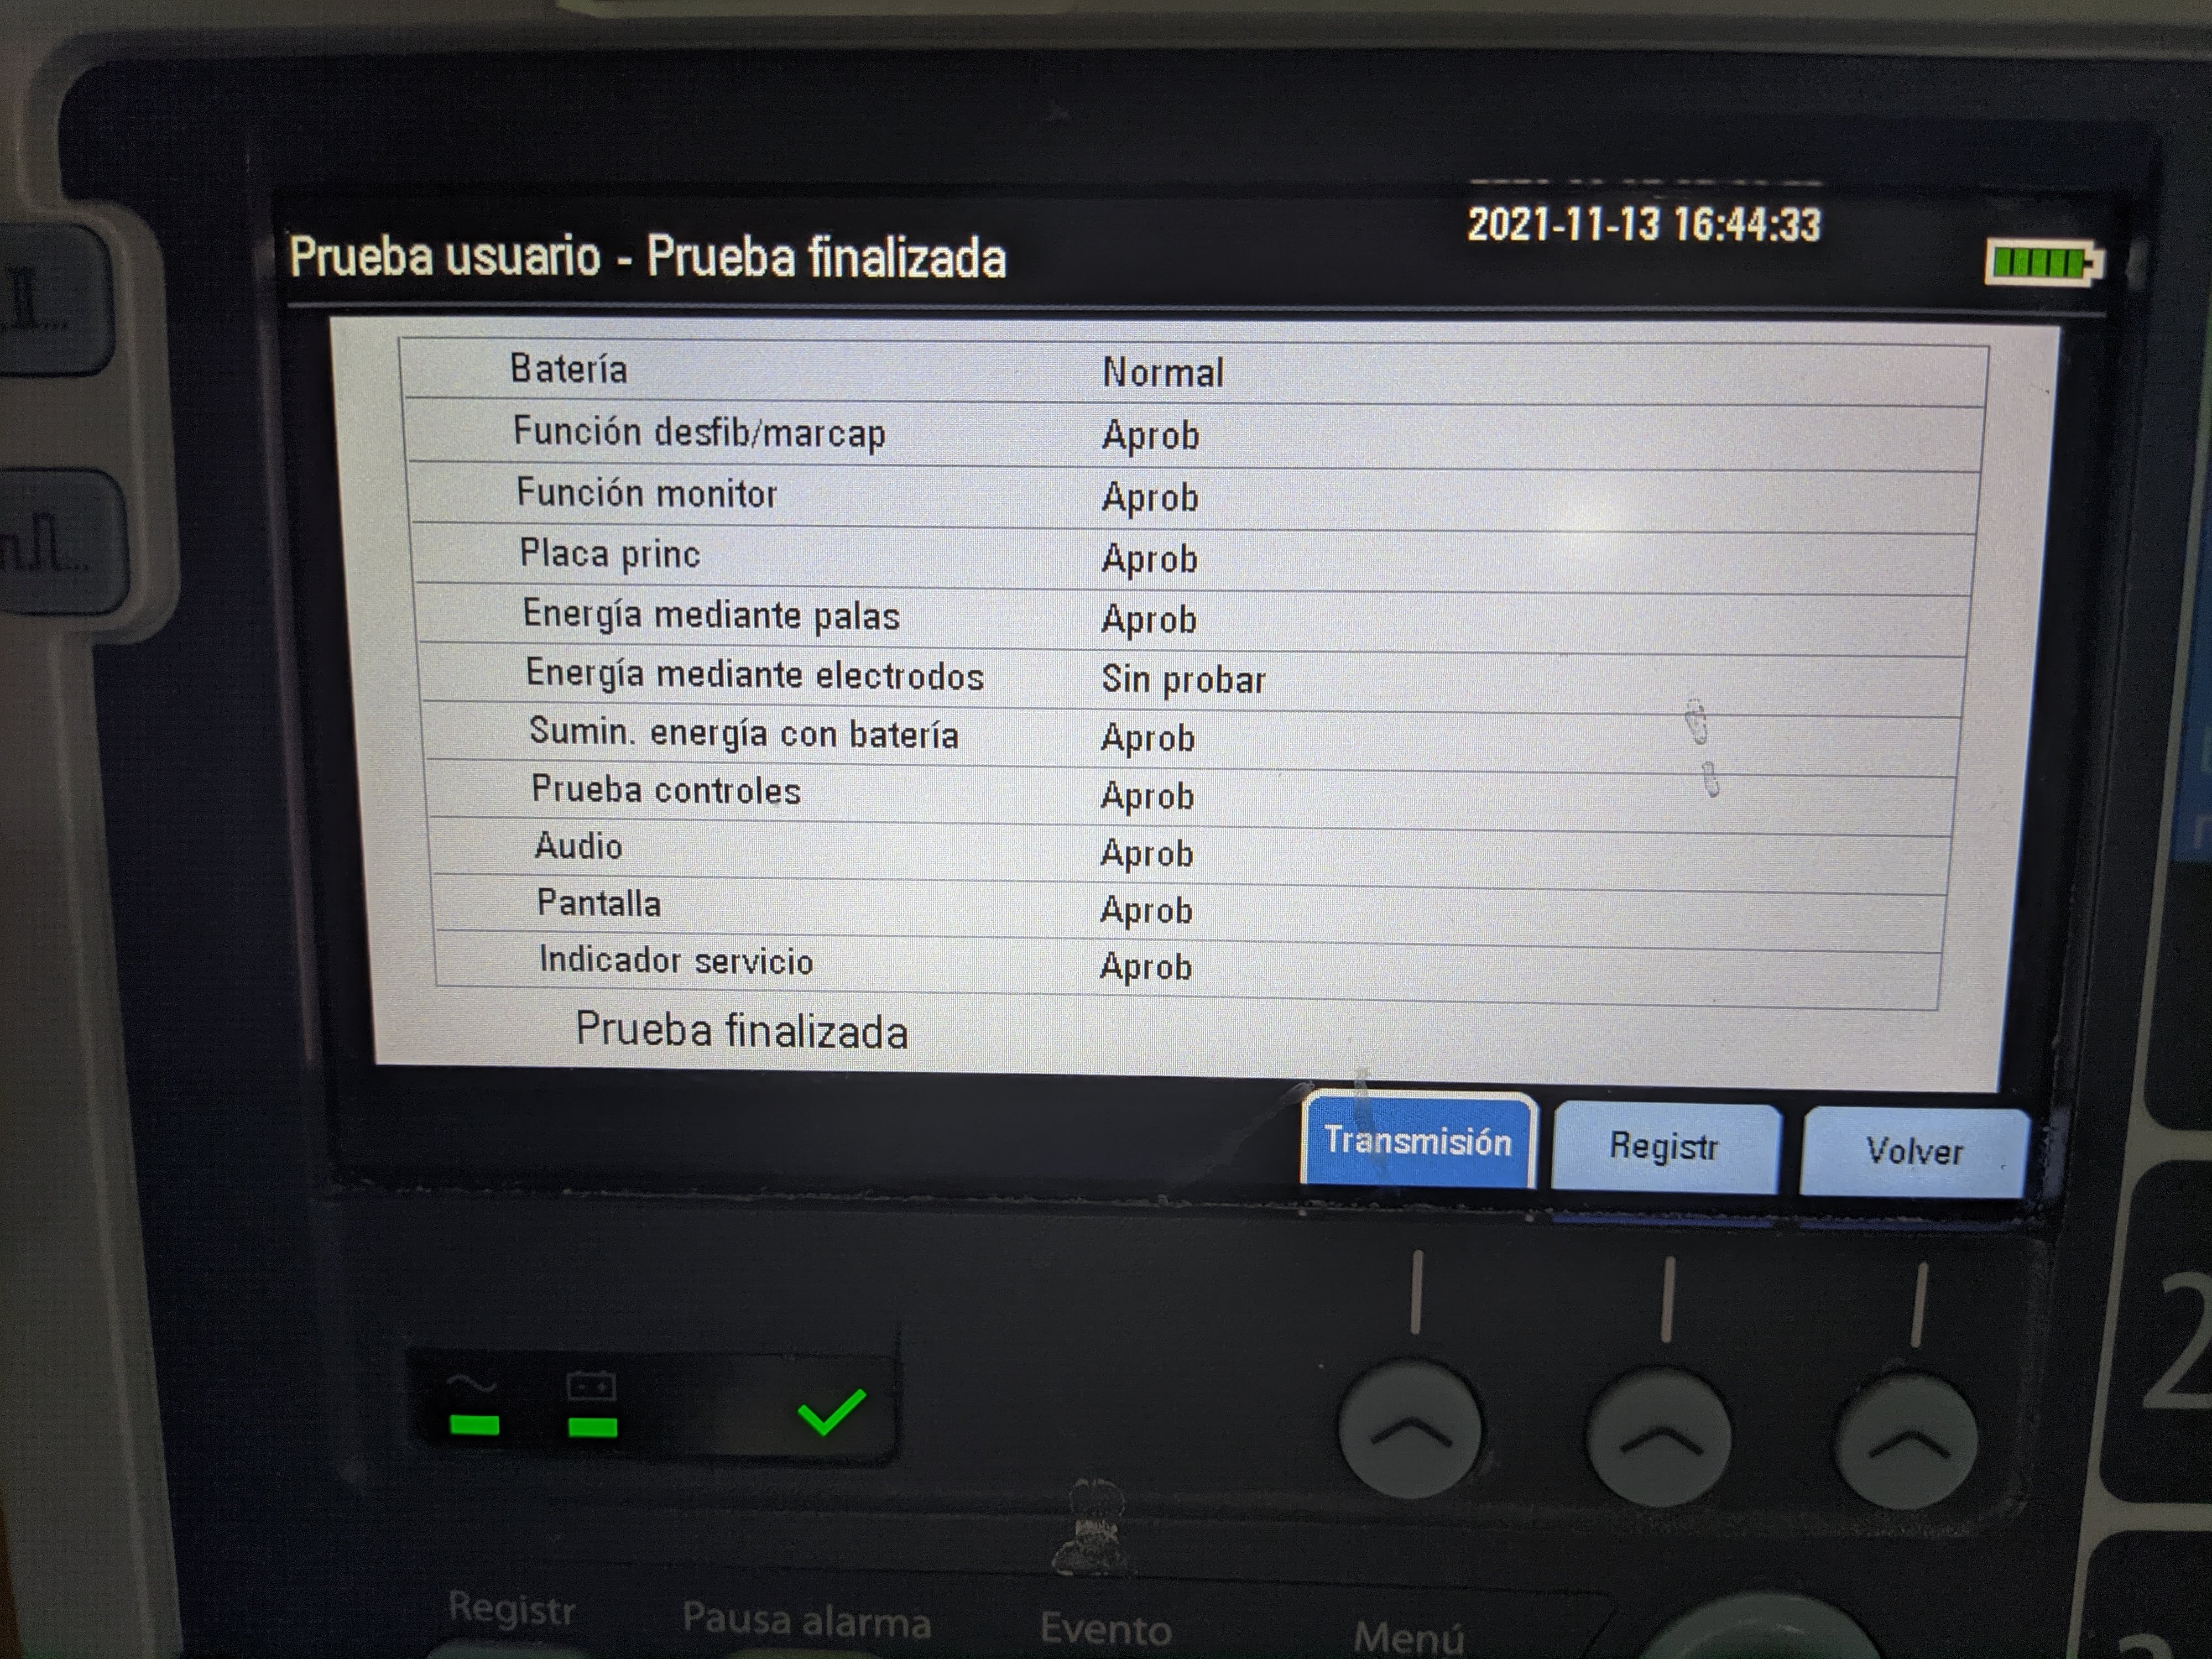 2021-11-13 16:44:33
Prueba usuario - Prueba finalizada
Batería Normal
Función desfib/marcap Aprob
Función monitor Aprob
Placa princ Aprob
Energía mediante palas Aprob
Energía mediante electrodos Sin probar
Sumin. energía con batería Aprob
Prueba controles Aprob
Audio Aprob
Pantalla Aprob
Indicador servicio Aprob
Prueba finalizada
Transmisión Registr Volver
2
Registr Pausa alarma Evento Menú